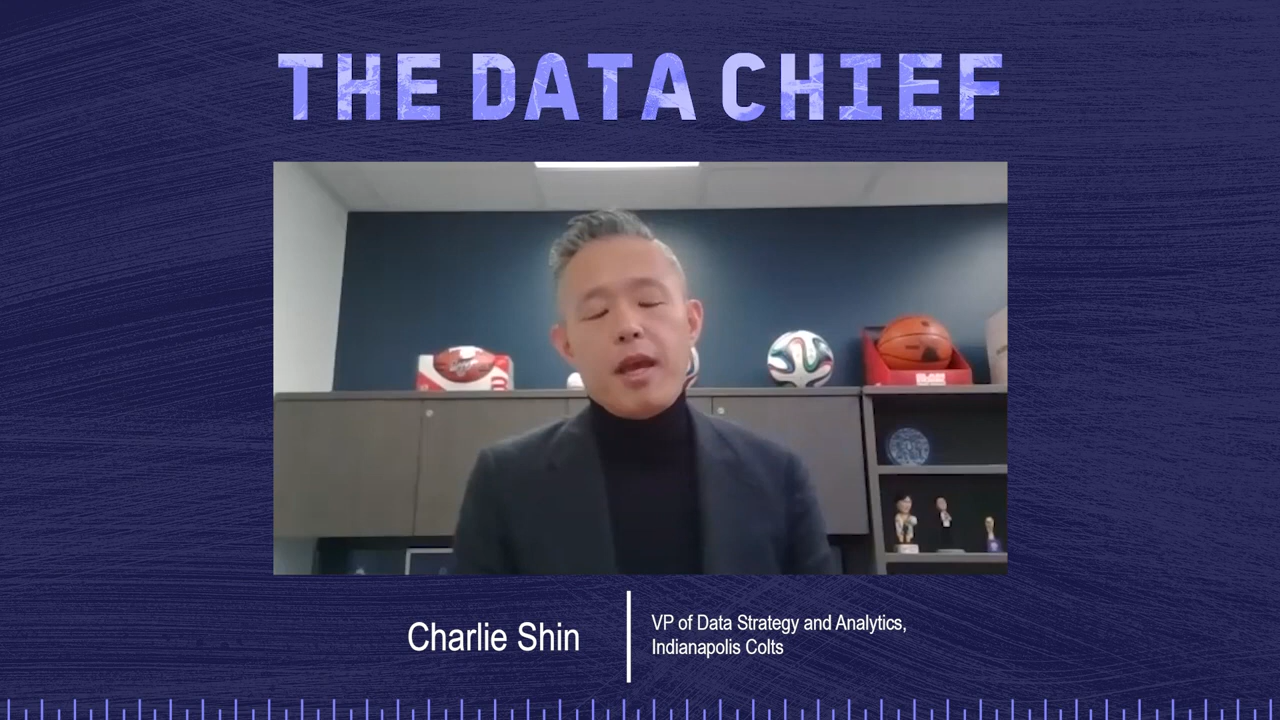 THE DATA CHIEF
Charlie Shin
VP of Data Strategy and Analytics,
Indianapolis Colts